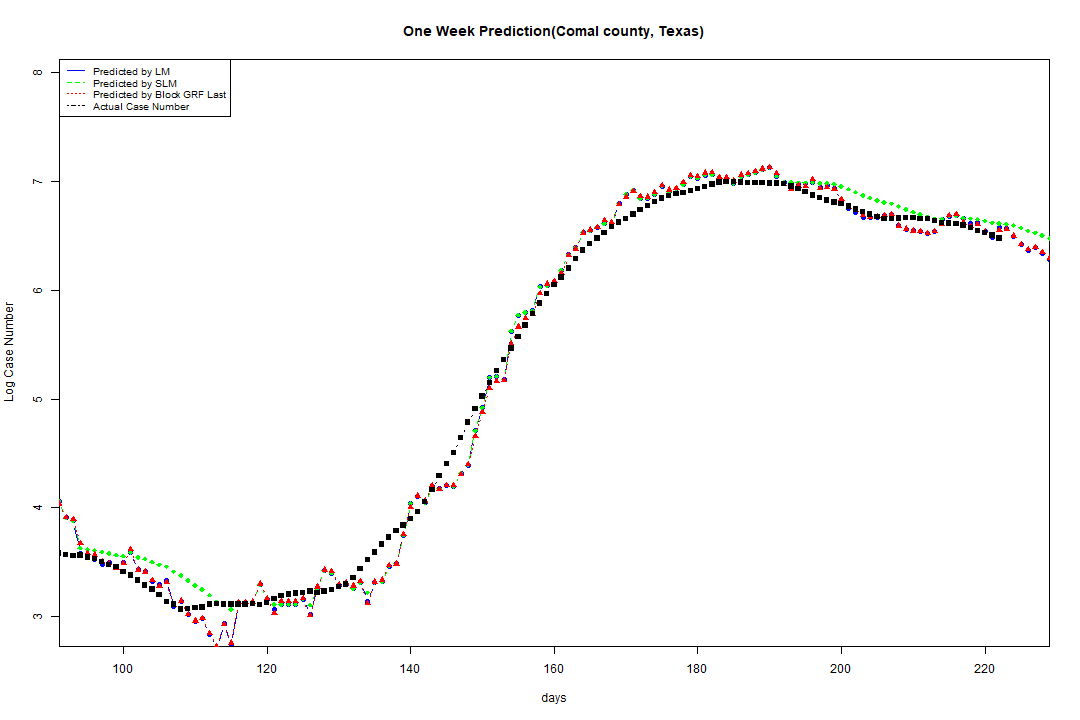 One Week Prediction(Comal county, Texas)
Predicted by LM
Predicted by SLM
Predicted by Block GRF Last
Actual Case Number
8
7
6
5
4
3
Log Case Number
100 120 140 160 180 200 220
days